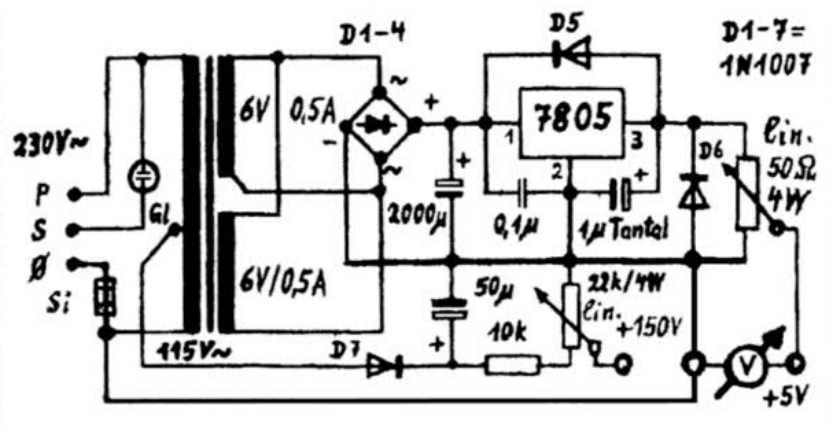 D1-4
D5
D1-7=
1N1007
230V~
6V
0,5A
~
+
-
~
1
7805
3
2
lin.
50Ω
4W
D6
P
S
Ø
Gl
Si
+
2000µ
0,1µ
+
1µ Tantal
6V/0,5A
50µ
+
22k/4W
lin.
+150V
10k
115V~
D7
V
+5V